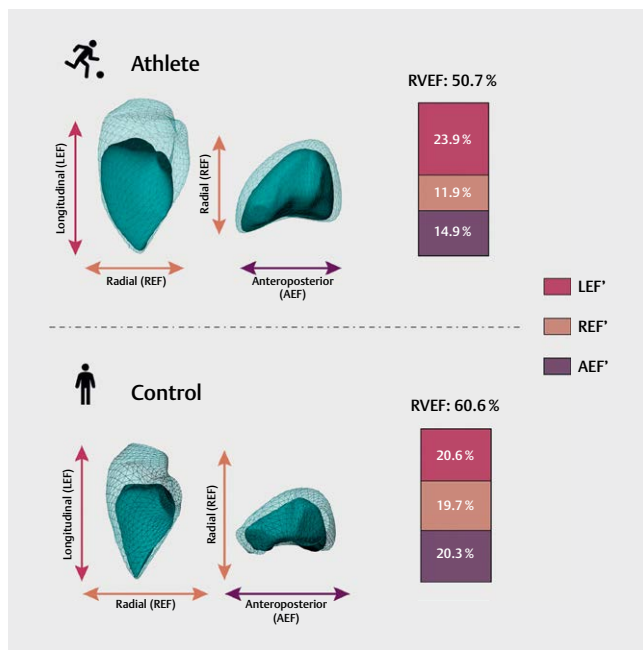 Athlete
RVEF: 50.7 %
Longitudinal (LEF)
Radial (REF)
23.9 %
11.9 %
14.9 %
Radial (REF)
Anteroposterior
(AEF)
LEF’
REF’
AEF’
Control
RVEF: 60.6 %
Longitudinal (LEF)
Radial (REF)
20.6 %
19.7 %
20.3 %
Radial (REF)
Anteroposterior
(AEF)